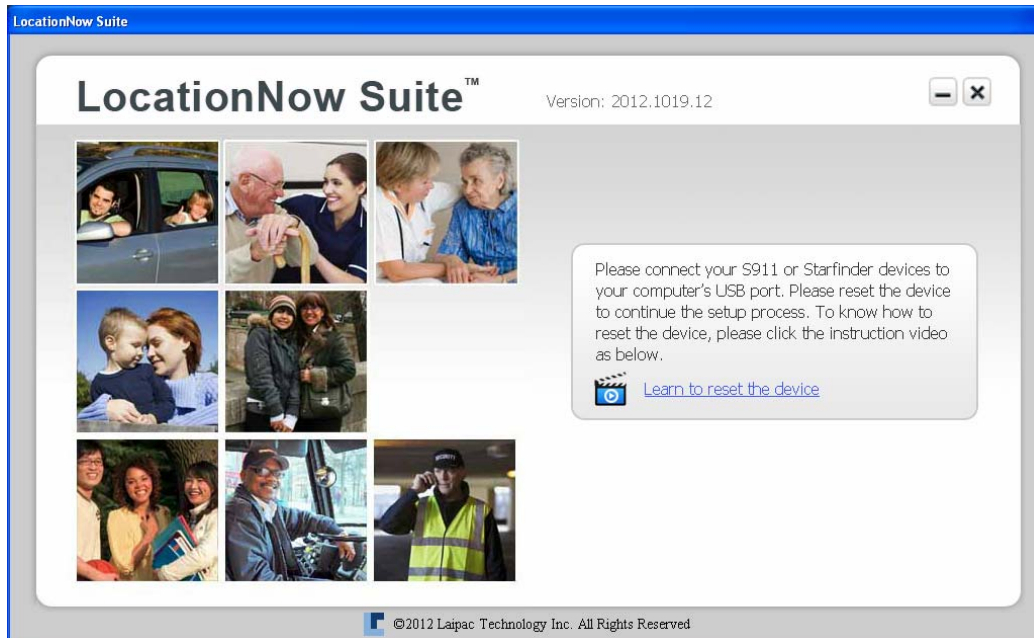 LocationNow Suite
LocationNow Suite™
Version: 2012.1019.12
Please connect your S911 or Starfinder devices to
your computer's USB port. Please reset the device
to continue the setup process. To know how to
reset the device, please click the instruction video
as below.
Learn to reset the device
SECURITY
©2012 Laipac Technology Inc. All Rights Reserved